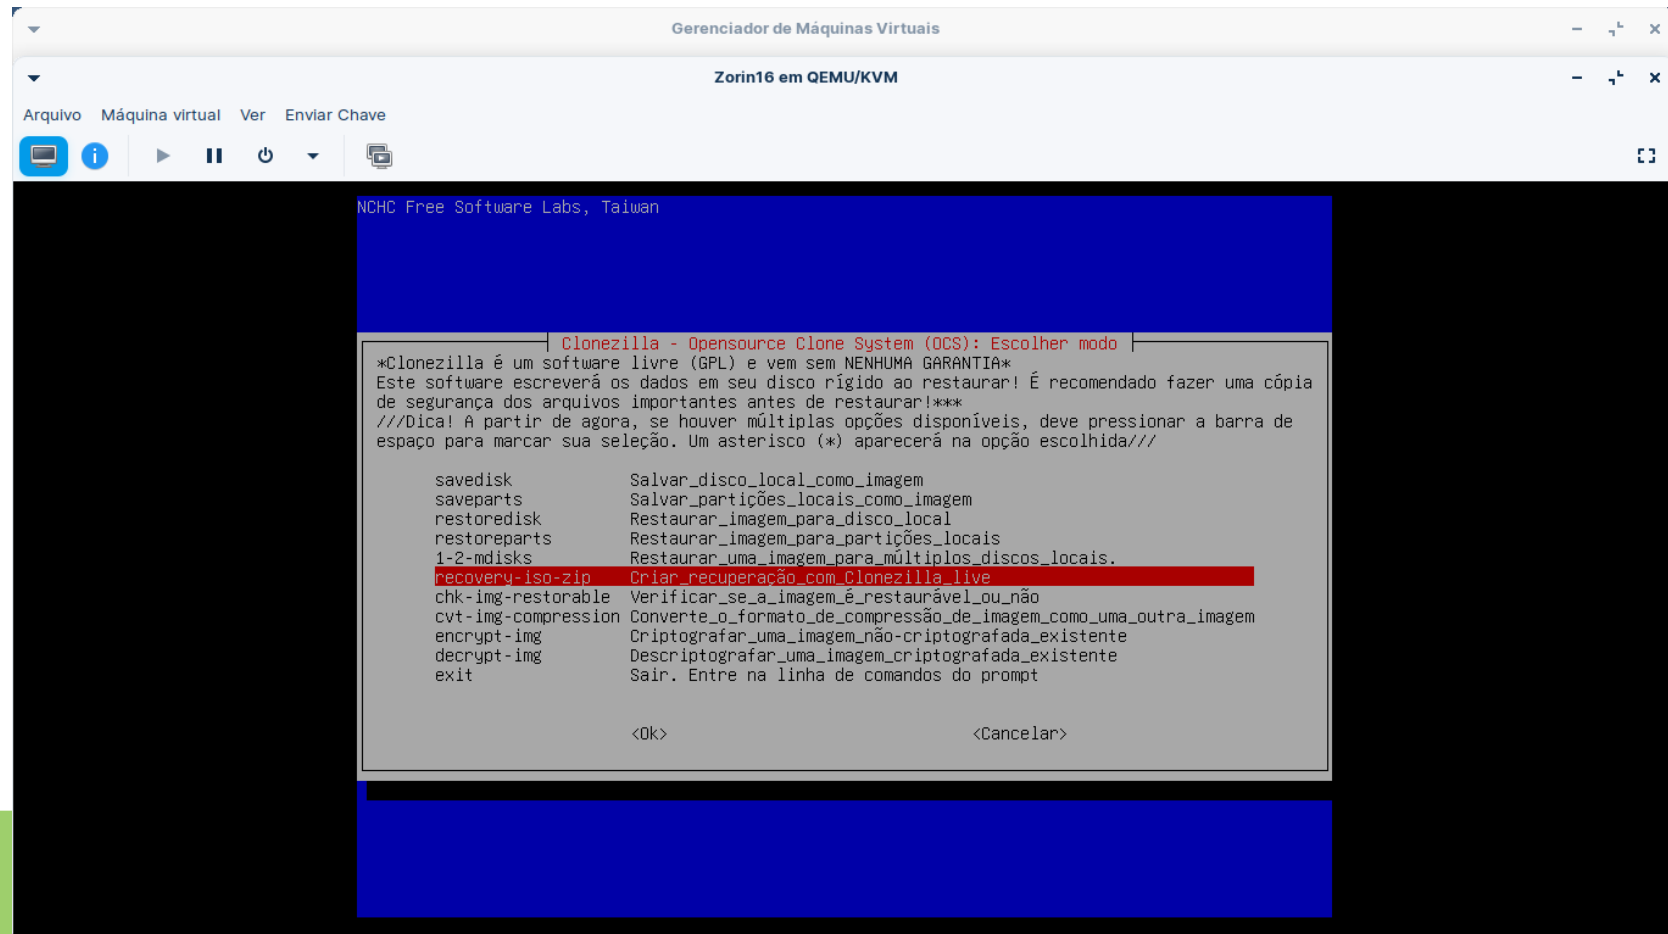 Gerenciador de Máquinas Virtuais
Zorin16 em QEMU/KVM
Arquivo Máquina virtual Ver Enviar Chave
NCHC Free Software Labs, Taiwan
Clonezilla - Opensource Clone System (OCS): Escolher modo
*Clonezilla é um software livre (GPL) e vem sem NENHUMA GARANTIA*
Este software escreverá os dados em seu disco rígido ao restaurar! É recomendado fazer uma cópia
de segurança dos arquivos importantes antes de restaurar!***
///Dica! A partir de agora, se houver múltiplas opções disponíveis, deve pressionar a barra de
espaço para marcar sua seleção. Um asterisco (*) aparecerá na opção escolhida///
savedisk Salvar_disco_local_como_imagem
saveparts Salvar_partições_locais_como_imagem
restoredisk Restaurar_imagem_para_disco_local
restoreparts Restaurar_imagem_para_partições_locais
1-2-mdisks Restaurar_uma_imagem_para_múltiplos_discos_locais.
recovery-iso-zip Criar_recuperação_com_Clonezilla_live
chk-img-restorable Verificar_se_a_imagem_é_restaurável_ou_não
cvt-img-compression Converte_o_formato_de_compressão_de_imagem_como_uma_outra_imagem
encrypt-img Criptografar_uma_imagem_não-criptografada_existente
decrypt-img Descriptografar_uma_imagem_criptografada_existente
exit Sair. Entre na linha de comandos do prompt
<Ok> <Cancelar>